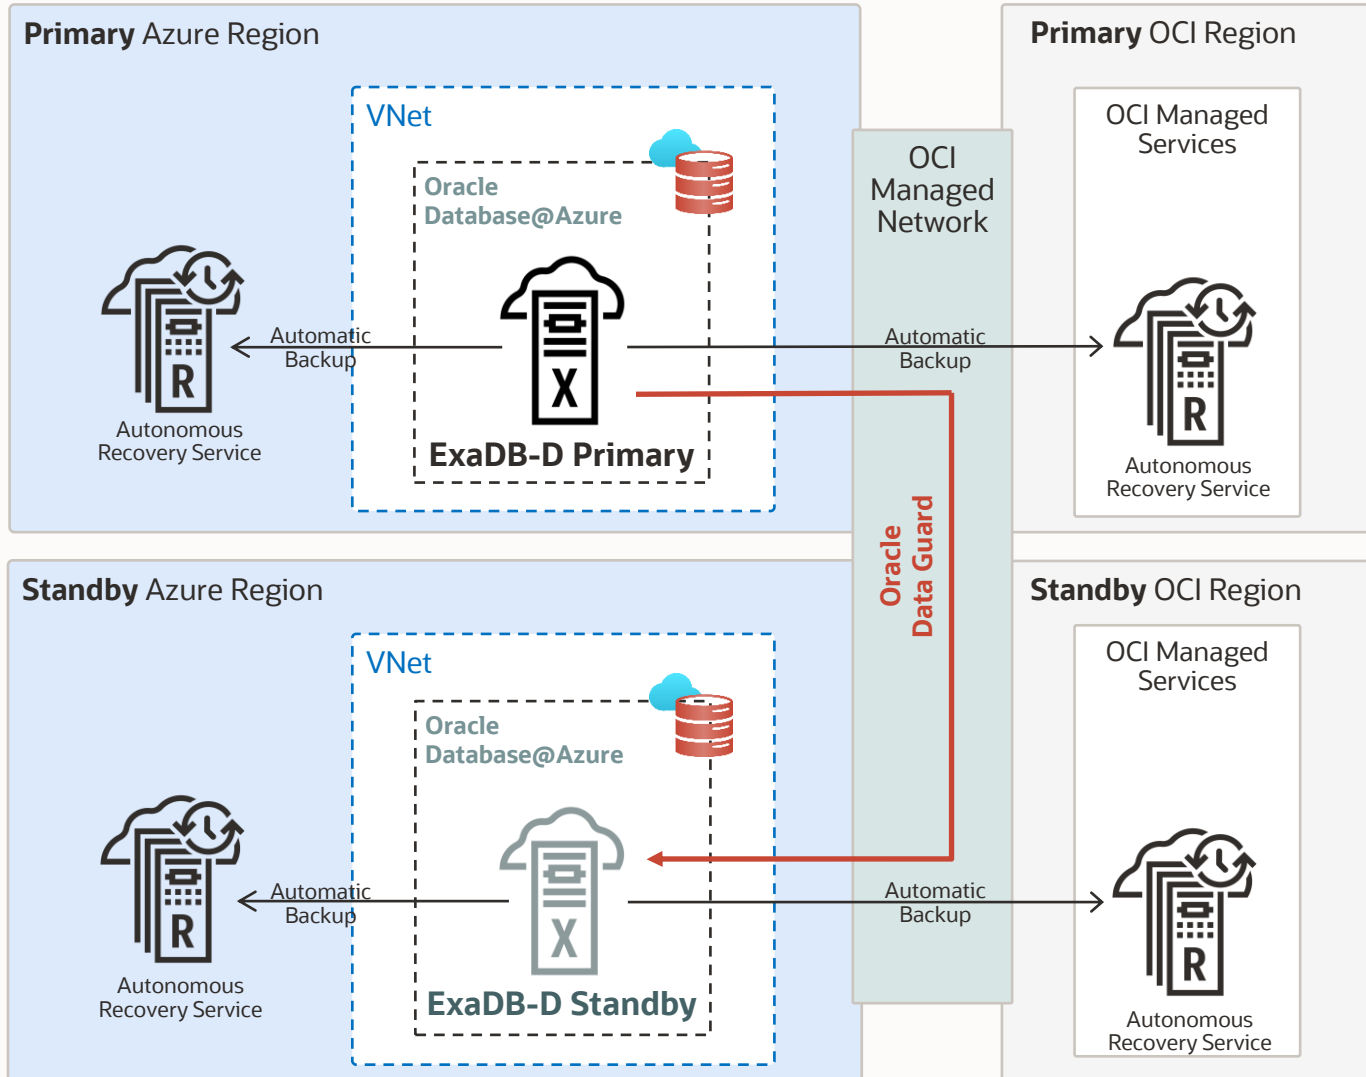 Primary Azure Region
VNet
Oracle
Database@Azure
Automatic
Backup
R
Autonomous
Recovery Service
X
ExaDB-D Primary
OCI
Managed
Network
Automatic
Backup
Oracle
Data Guard
Primary OCI Region
OCI Managed
Services
R
Autonomous
Recovery Service
Standby Azure Region
VNet
Oracle
Database@Azure
Automatic
Backup
R
Autonomous
Recovery Service
X
ExaDB-D Standby
Automatic
Backup
Standby OCI Region
OCI Managed
Services
R
Autonomous
Recovery Service